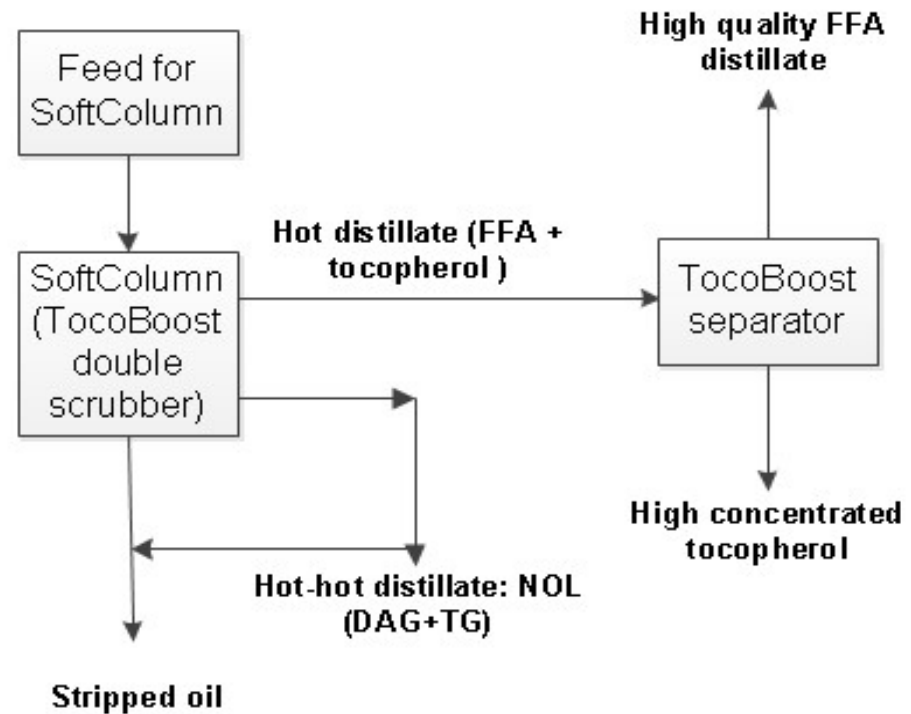 High quality FFA
distillate
Feed for
SoftColumn
Hot distillate (FFA +
tocopherol )
SoftColumn
(TocoBoost
double
scrubber)
TocoBoost
separator
High concentrated
tocopherol
Hot-hot distillate: NOL
(DAG+TG)
Stripped oil